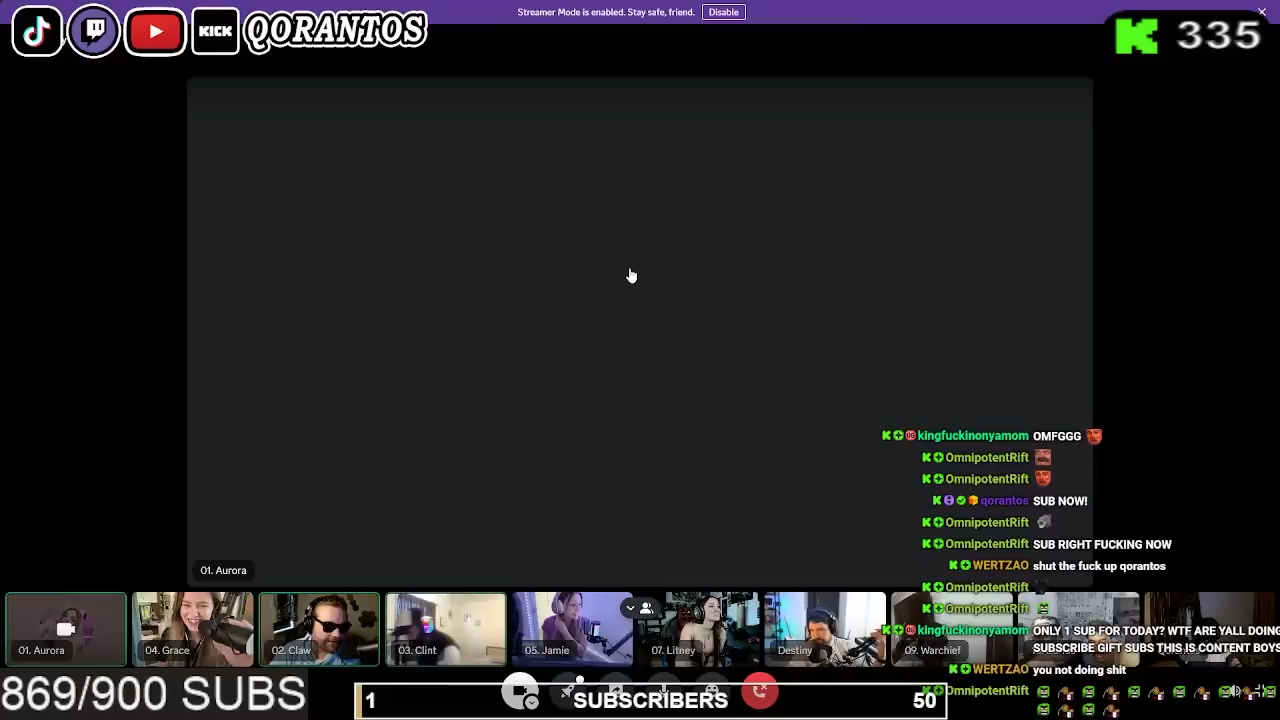 Streamer Mode is enabled. Stay safe, friend. Disable
KICK QORANTOS
335
kingfuckinonyamom OMFGGG
OmnipotentRift
OmnipotentRift
qorantos SUB NOW!
OmnipotentRift
OmnipotentRift SUB RIGHT FUCKING NOW
WERTZAO shut the fuck up qorantos
01. Aurora
OmnipotentRift
OmnipotentRift
kingfuckinonyamom ONLY 1 SUB FOR TODAY? WTF ARE YALL DOING
SUBSCRIBE GIFT SUBS THIS IS CONTENT BOYS
01. Aurora
04. Grace
02. Claw
03. Clint
05. Jamie
07. Litney
Destiny
09. Warchief
WERTZAO you not doing shit
OmnipotentRift
869/900 SUBS
1 SUBSCRIBERS 50